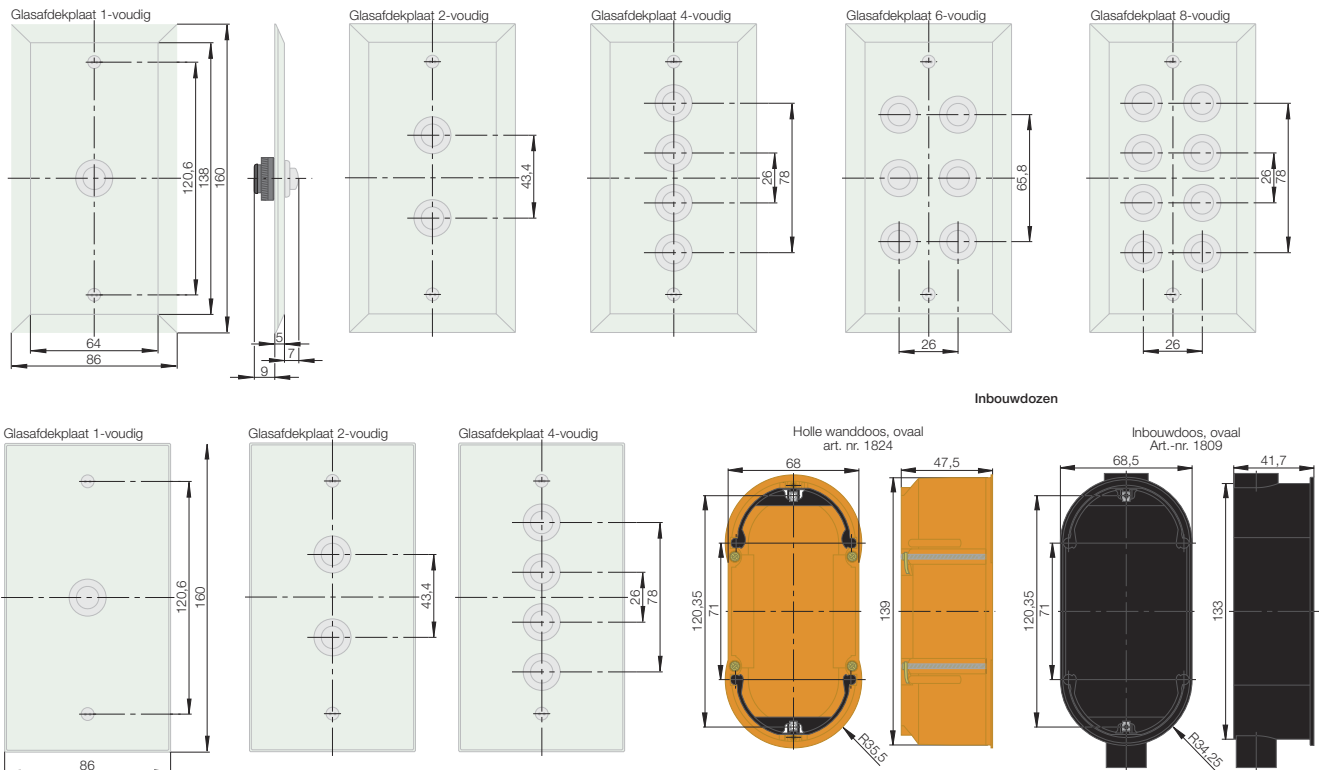 Glasafdekplaat 1-voudig
120,6
138
160
64
86
5
7
9
Glasafdekplaat 2-voudig
43,4
Glasafdekplaat 4-voudig
26
78
Glasafdekplaat 6-voudig
65,8
26
Glasafdekplaat 8-voudig
26
78
26
Inbouwdozen
Glasafdekplaat 1-voudig
120,6
160
86
Glasafdekplaat 2-voudig
43,4
Glasafdekplaat 4-voudig
26
78
Holle wanddoos, ovaal
art. nr. 1824
68
47,5
120,35
71
139
R35,5
Inbouwdoos, ovaal
Art.-nr. 1809
68,5
41,7
120,35
71
133
R34,25